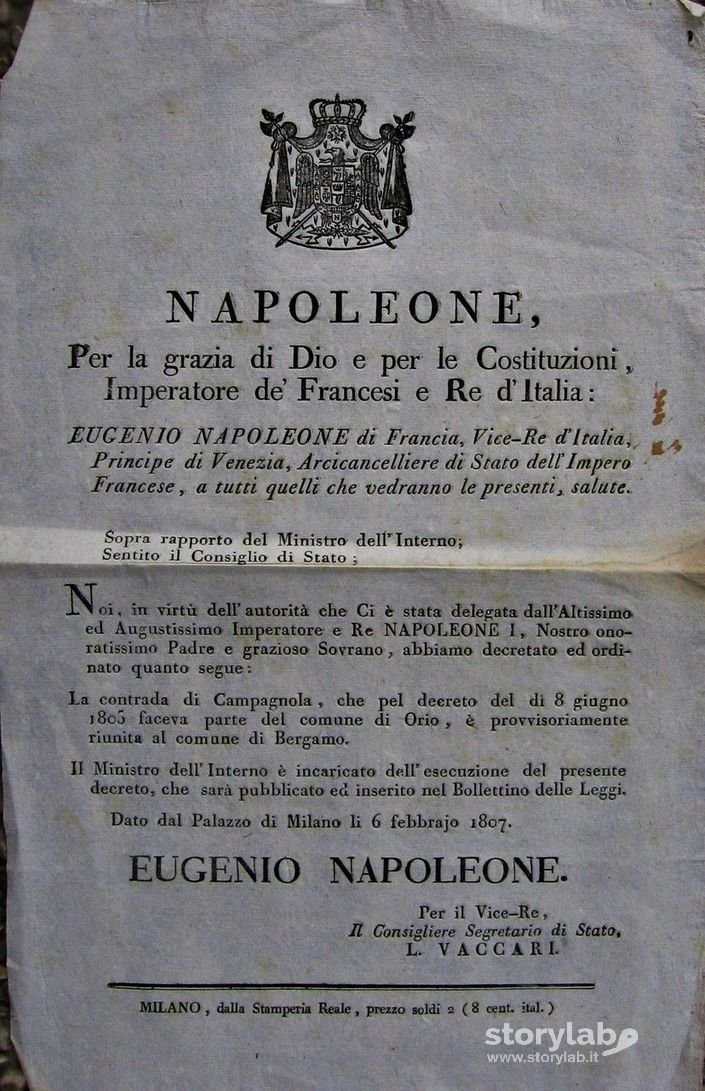 NAPOLEONE,
Per la grazia di Dio e per le Costituzioni,
Imperatore de' Francesi e Re d'Italia:
EUGENIO NAPOLEONE di Francia, Vice-Re d'Italia,
Principe di Venezia, Arcicancelliere di Stato dell'Impero
Francese, a tutti quelli che vedranno le presenti, salute.
Sopra rapporto del Ministro dell'Interno;
Sentito il Consiglio di Stato;
Noi, in virtù dell'autorità che Ci è stata delegata dall'Altissimo
ed Augustissimo Imperatore e Re NAPOLEONE I, Nostro ono-
ratissimo Padre e grazioso Sovrano, abbiamo decretato ed ordi-
nato quanto segue:
La contrada di Campagnola, che pel decreto del dì 8 giugno
1805 faceva parte del comune di Orio, è provvisoriamente
riunita al comune di Bergamo.
Il Ministro dell'Interno è incaricato dell'esecuzione del presente
decreto, che sarà pubblicato ed inserito nel Bollettino delle Leggi.
Dato dal Palazzo di Milano li 6 febbrajo 1807.
EUGENIO NAPOLEONE.
Per il Vice-Re,
Il Consigliere Segretario di Stato,
L. VACCARI.
MILANO, dalla Stamperia Reale, prezzo soldi 2 (8 cent. ital.)
storylab
www.storylab.it